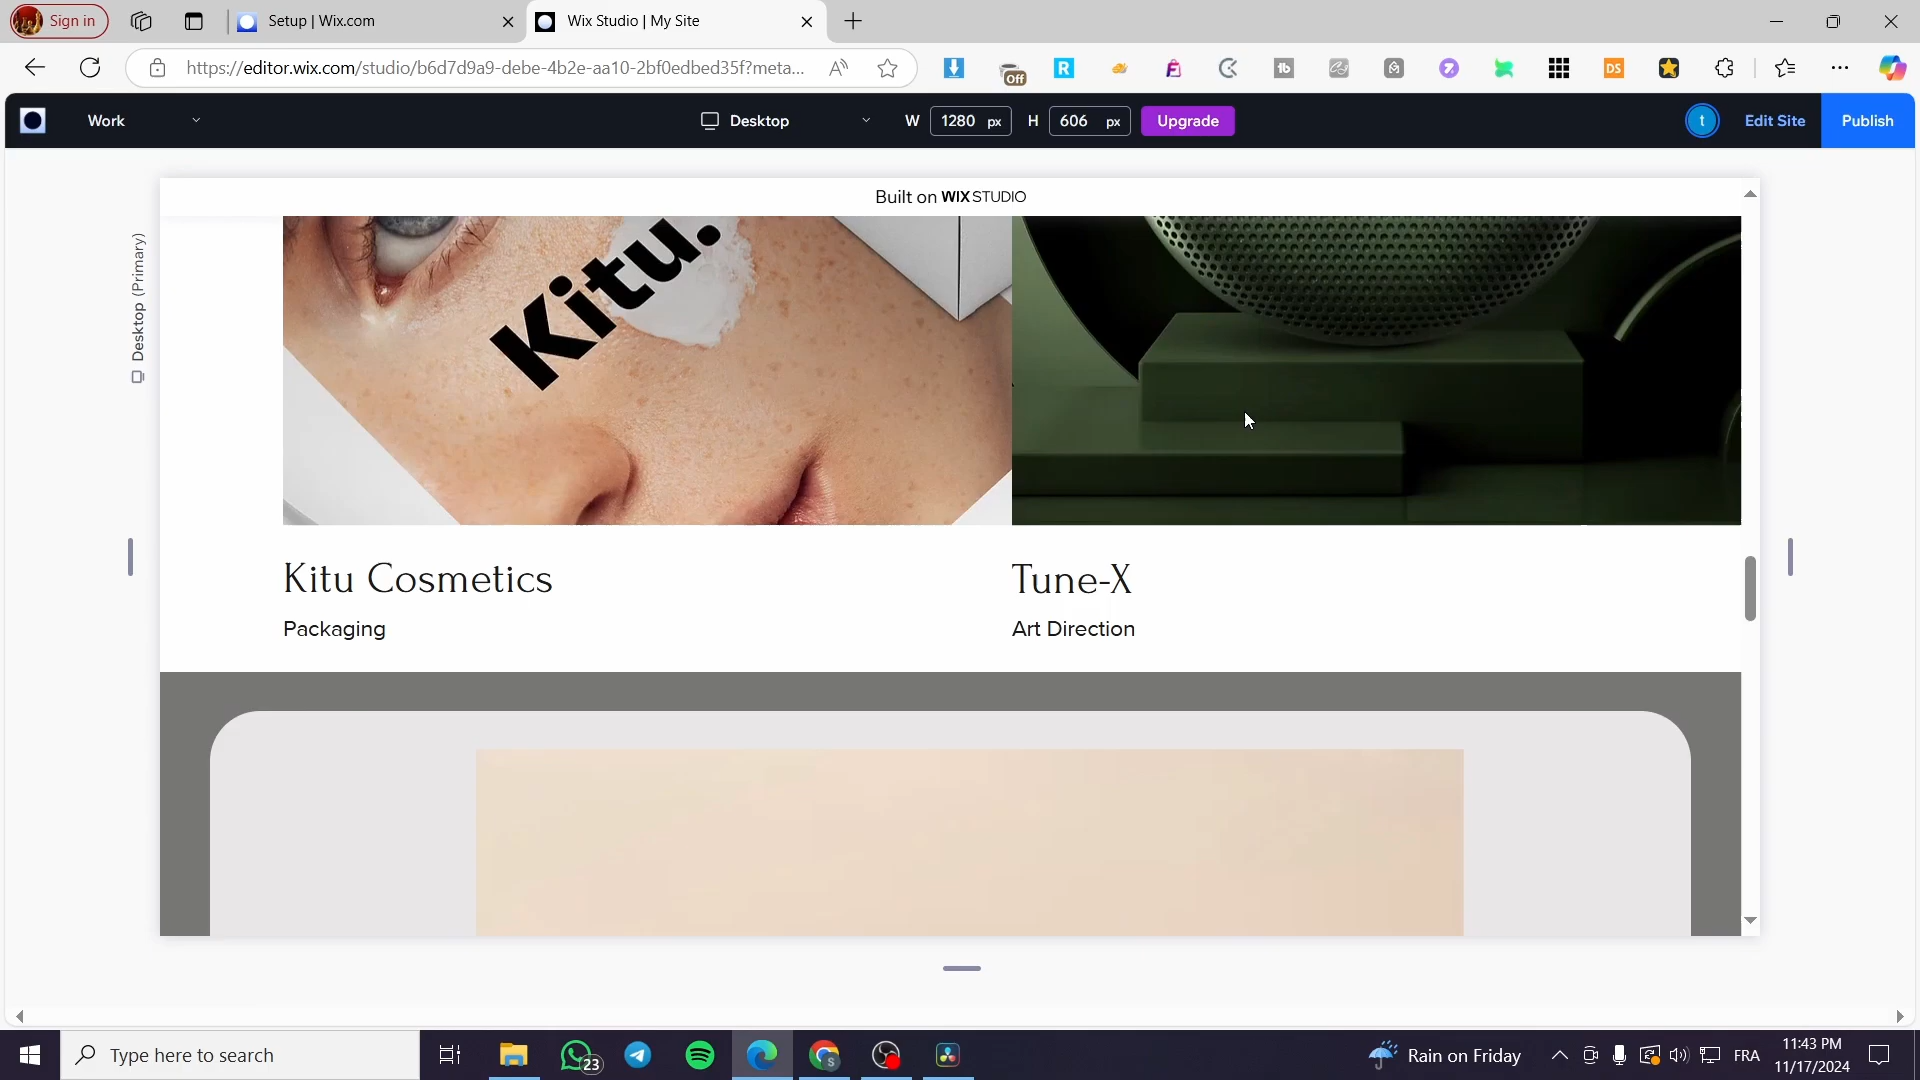 Sign in
Setup | Wix.com
Wix Studio | My Site
https://editor.wix.com/studio/b6d7d9a9-debe-4b2e-aa10-2bf0edbed35f?meta...
Off
R
tb
DS
Work
Desktop
W 1280 px H 606 px
Upgrade
t
Edit Site
Publish
Built on WIX STUDIO
Desktop (Primary)
Kitu.
Kitu Cosmetics
Tune-X
Packaging
Art Direction
Type here to search
23
S
Rain on Friday
FRA
11:43 PM
11/17/2024